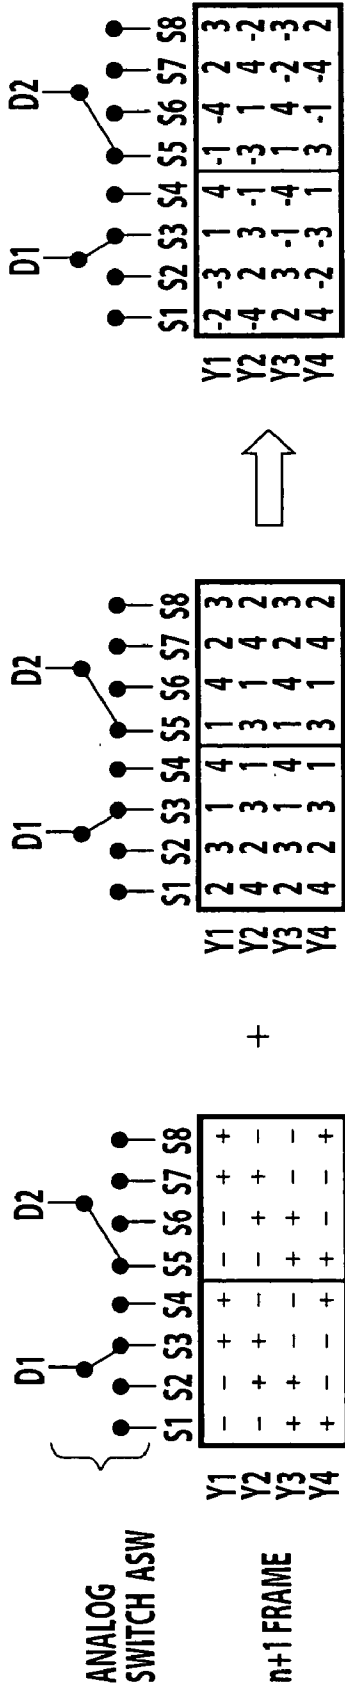 ANALOG
SWITCH ASW
n+1 FRAME
D1 D2
S1 S2 S3 S4 S5 S6 S7 S8
Y1 − − + + − − + +
Y2 − + + − − + + −
Y3 + + − − + + − −
Y4 + − − + + − − +
+
D1 D2
S1 S2 S3 S4 S5 S6 S7 S8
Y1 2 3 1 4 1 4 2 3
Y2 4 2 3 1 3 1 4 2
Y3 2 3 1 4 1 4 2 3
Y4 4 2 3 1 3 1 4 2
D1 D2
S1 S2 S3 S4 S5 S6 S7 S8
Y1 -2 -3 1 4 -1 -4 2 3
Y2 -4 2 3 -1 -3 1 4 -2
Y3 2 3 -1 -4 1 4 -2 -3
Y4 4 -2 -3 1 3 -1 -4 2